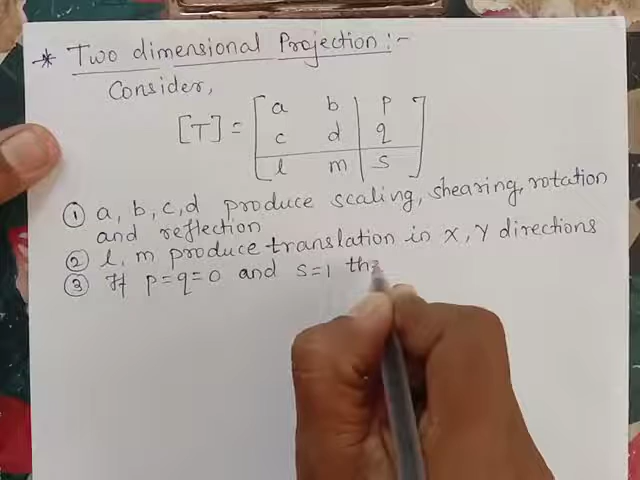 * Two dimensional Projection :-
Consider,
[T] = [ a b | p
c d | q
l m | s ]
① a, b, c, d produce scaling, shearing, rotation
and reflection
② l, m produce translation in X, Y directions
③ If p=q=0 and s=1 th